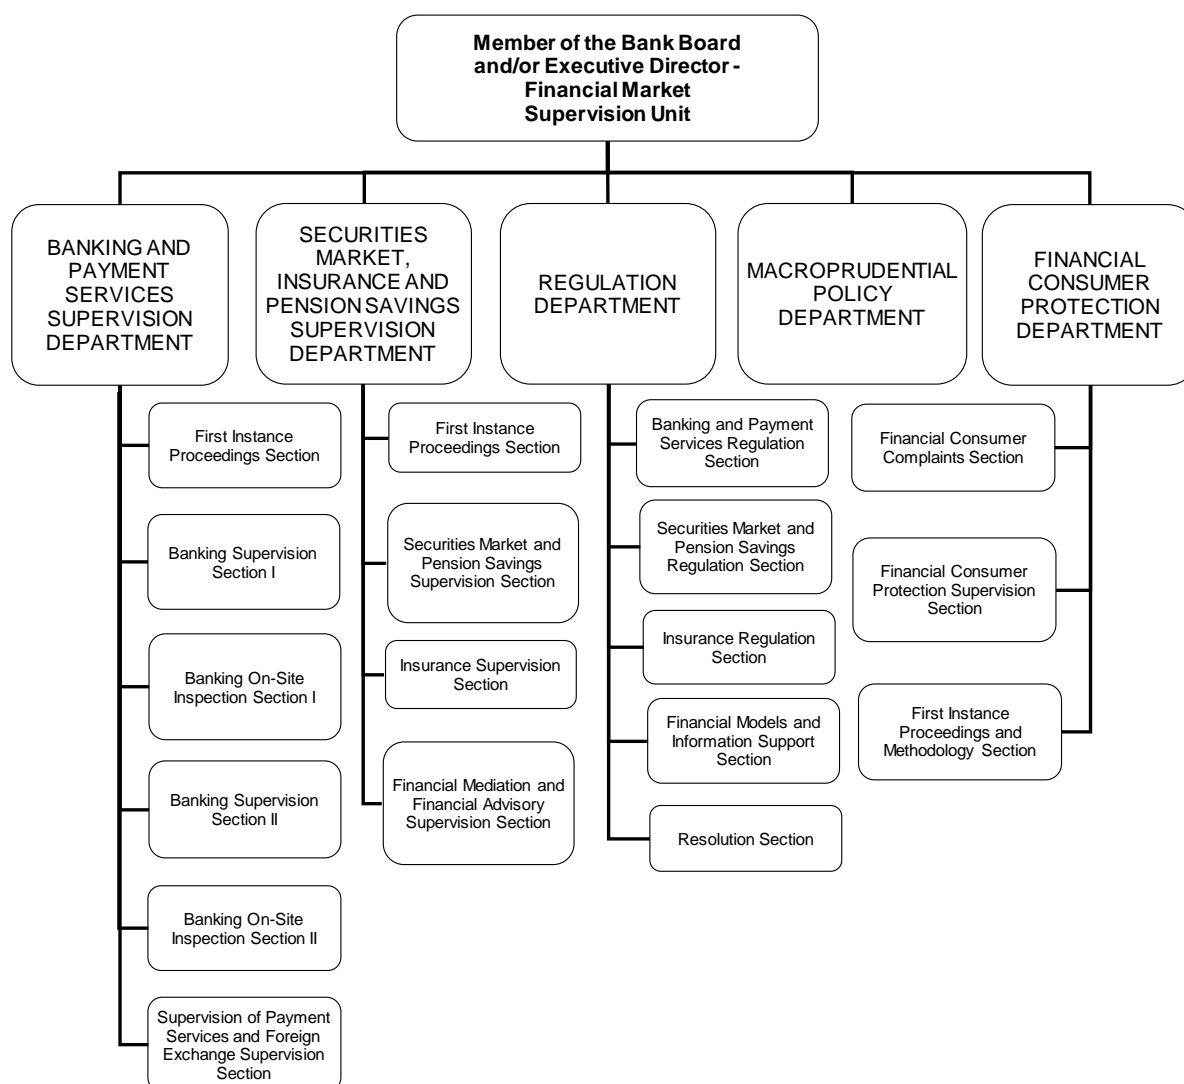 Member of the Bank Board
and/or Executive Director -
Financial Market
Supervision Unit
BANKING AND
PAYMENT
SERVICES
SUPERVISION
DEPARTMENT
SECURITIES
MARKET,
INSURANCE AND
PENSION SAVINGS
SUPERVISION
DEPARTMENT
REGULATION
DEPARTMENT
MACROPRUDENTIAL
POLICY
DEPARTMENT
FINANCIAL
CONSUMER
PROTECTION
DEPARTMENT
First Instance
Proceedings Section
Banking Supervision
Section I
Banking On-Site
Inspection Section I
Banking Supervision
Section II
Banking On-Site
Inspection Section II
Supervision of Payment
Services and Foreign
Exchange Supervision
Section
First Instance
Proceedings Section
Securities Market and
Pension Savings
Supervision Section
Insurance Supervision
Section
Financial Mediation and
Financial Advisory
Supervision Section
Banking and Payment
Services Regulation
Section
Securities Market and
Pension Savings
Regulation Section
Insurance Regulation
Section
Financial Models and
Information Support
Section
Resolution Section
Financial Consumer
Complaints Section
Financial Consumer
Protection Supervision
Section
First Instance
Proceedings and
Methodology Section